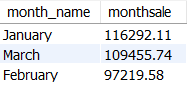 month_name monthsale
January 116292.11
March 109455.74
February 97219.58